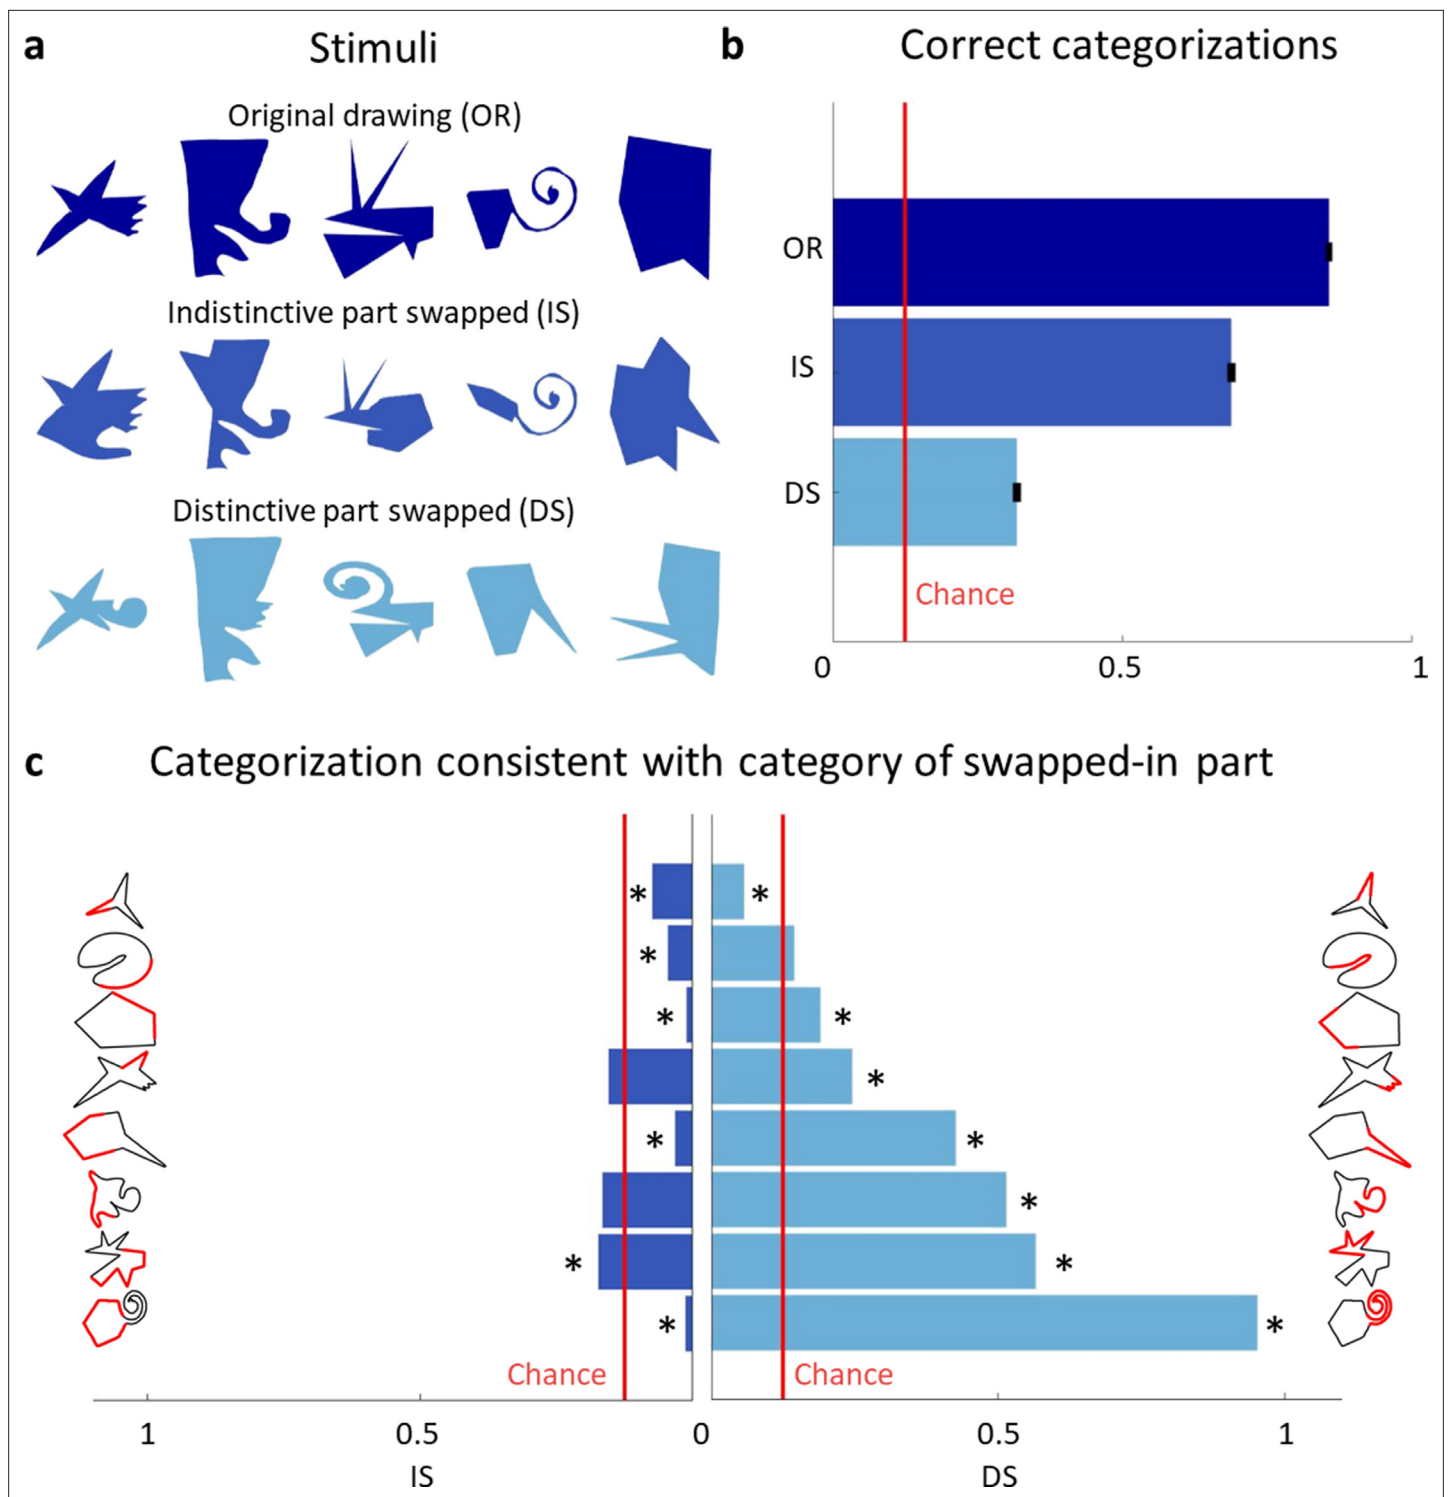 a
Stimuli
Original drawing (OR)
Indistinctive part swapped (IS)
Distinctive part swapped (DS)
b
Correct categorizations
OR
IS
DS
Chance
0
0.5
1
c
Categorization consistent with category of swapped-in part
*
*
*
*
*
*
*
*
*
*
*
*
*
Chance
Chance
1
0.5
0
0.5
1
IS
DS